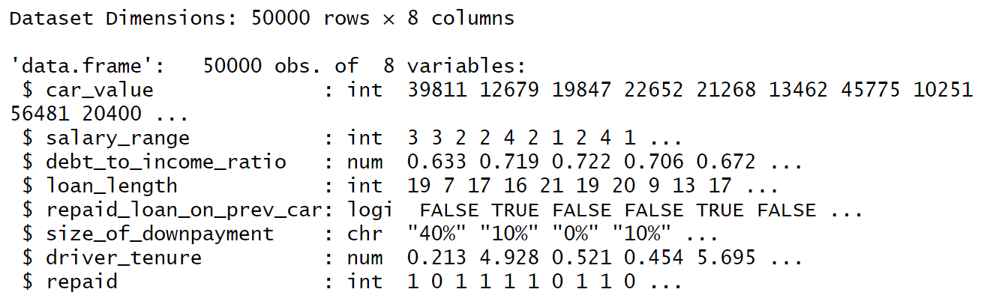 Dataset Dimensions: 50000 rows × 8 columns
'data.frame':   50000 obs. of  8 variables:
 $ car_value              : int  39811 12679 19847 22652 21268 13462 45775 10251
56481 20400 ...
 $ salary_range           : int  3 3 2 2 4 2 1 2 4 1 ...
 $ debt_to_income_ratio   : num  0.633 0.719 0.722 0.706 0.672 ...
 $ loan_length            : int  19 7 17 16 21 19 20 9 13 17 ...
 $ repaid_loan_on_prev_car: logi  FALSE TRUE FALSE FALSE TRUE FALSE ...
 $ size_of_downpayment    : chr  "40%" "10%" "0%" "10%" ...
 $ driver_tenure          : num  0.213 4.928 0.521 0.454 5.695 ...
 $ repaid                 : int  1 0 1 1 1 1 0 1 1 0 ...